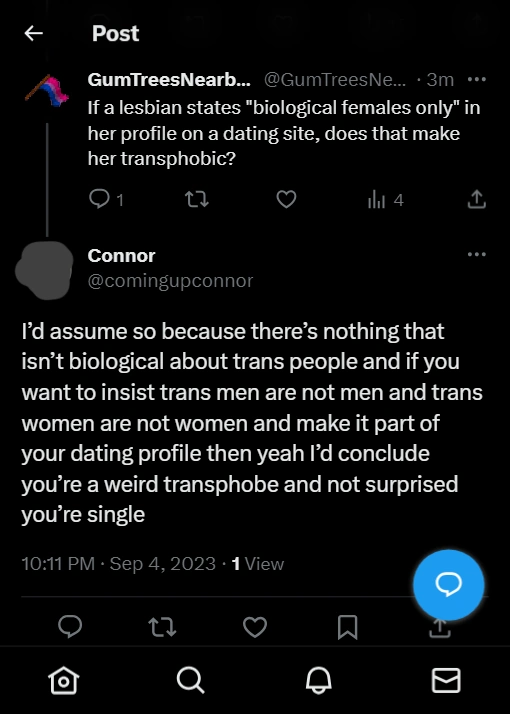 Post
GumTreesNearb... @GumTreesNe... · 3m
If a lesbian states "biological females only" in
her profile on a dating site, does that make
her transphobic?
1 4
Connor
@comingupconnor
I’d assume so because there’s nothing that
isn’t biological about trans people and if you
want to insist trans men are not men and trans
women are not women and make it part of
your dating profile then yeah I’d conclude
you’re a weird transphobe and not surprised
you’re single
10:11 PM · Sep 4, 2023 · 1 View